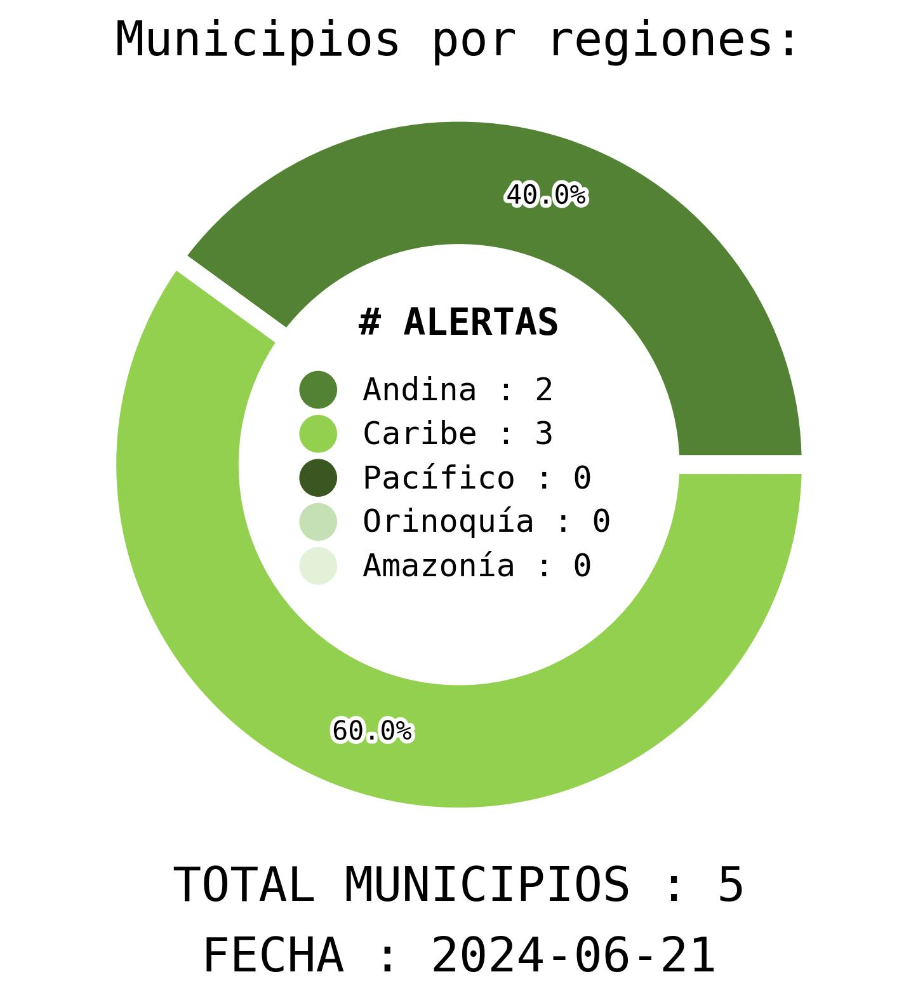 Municipios por regiones:
40.0%
# ALERTAS
Andina : 2
Caribe : 3
Pacífico : 0
Orinoquía : 0
Amazonía : 0
60.0%
TOTAL MUNICIPIOS : 5
FECHA : 2024-06-21